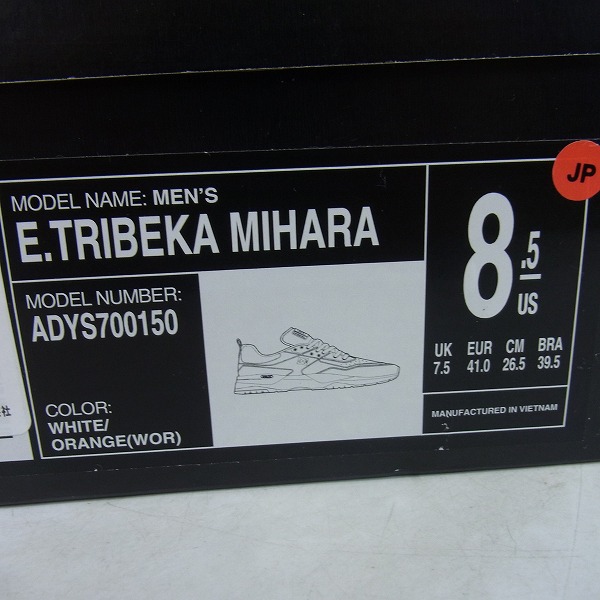 JP
MODEL NAME: MEN'S
E.TRIBEKA MIHARA
MODEL NUMBER:
ADYS700150
COLOR:
WHITE/
ORANGE(WOR)
8.5
US
UK EUR CM BRA
7.5 41.0 26.5 39.5
MANUFACTURED IN VIETNAM
社